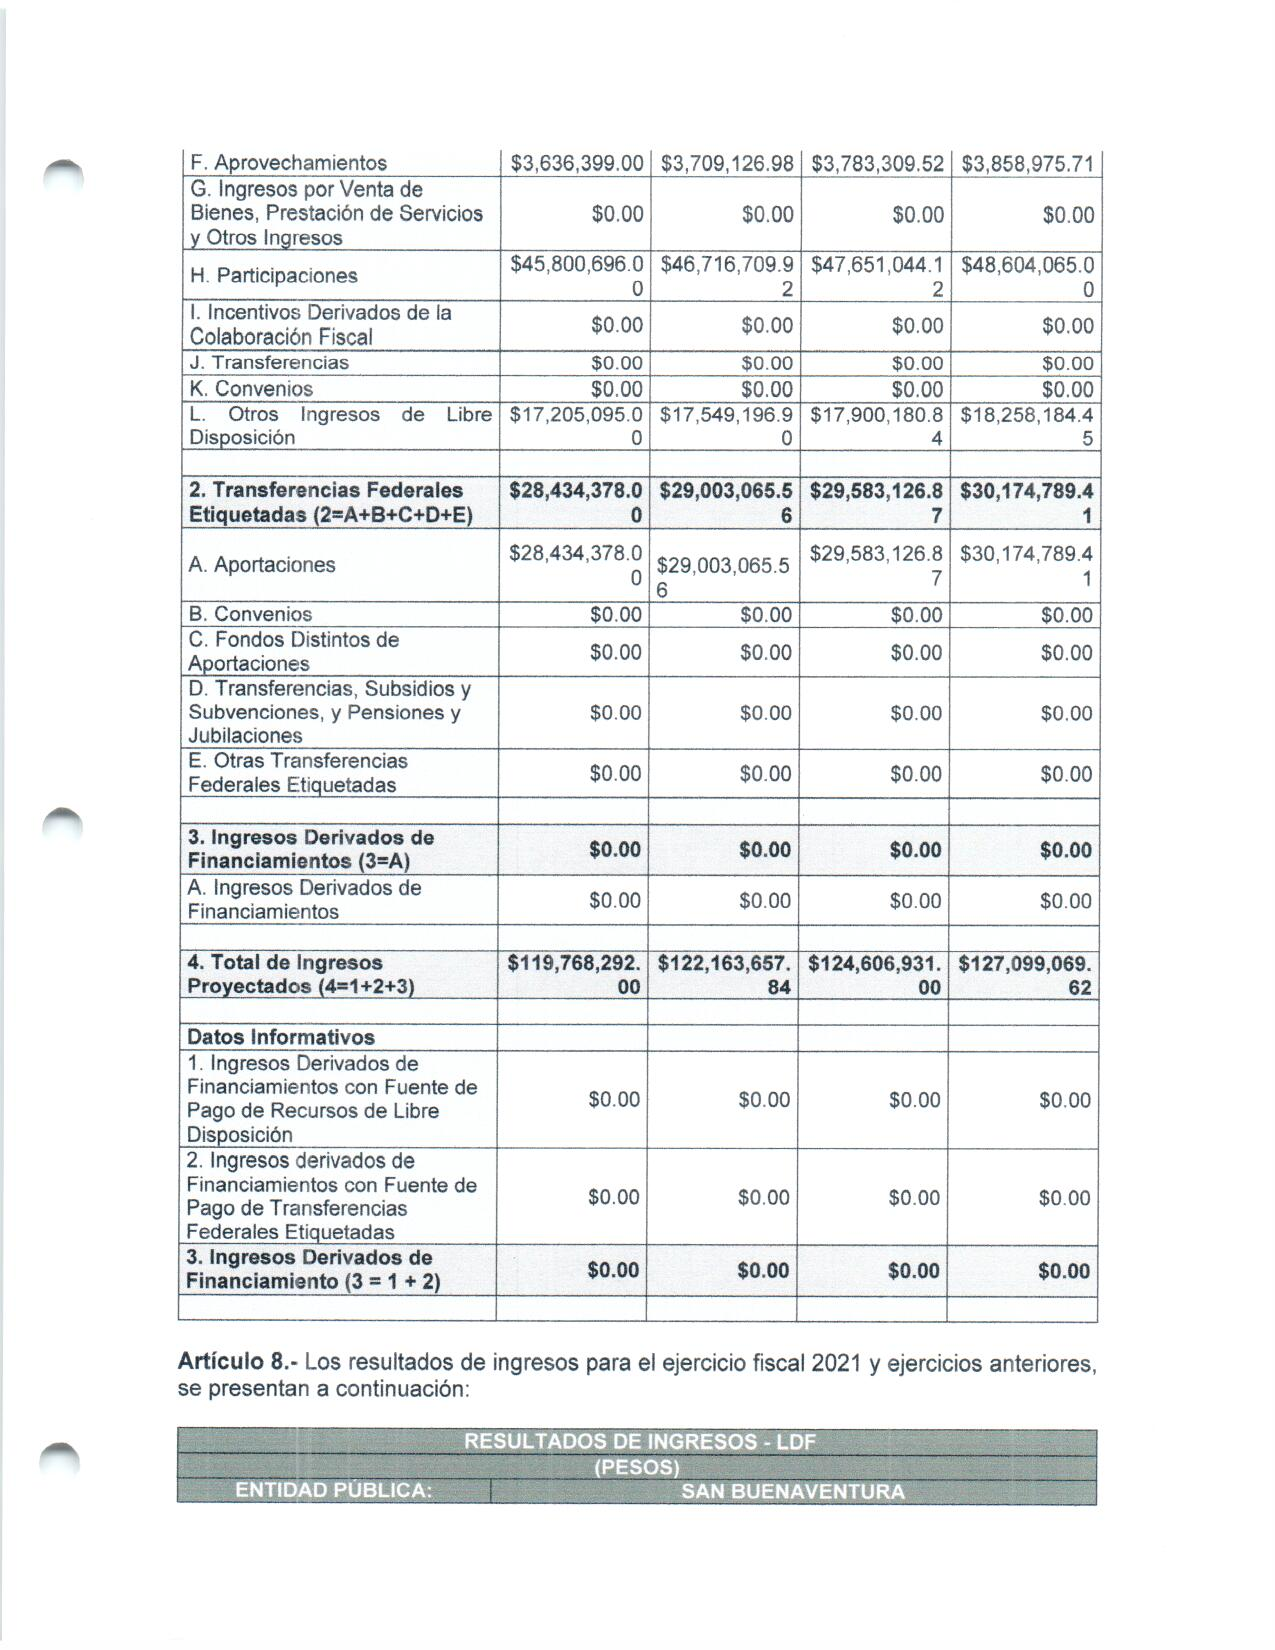 F. Aprovechamientos $3,636,399.00 $3,709,126.98 $3,783,309.52 $3,858,975.71
G. Ingresos por Venta de
Bienes, Prestación de Servicios $0.00 $0.00 $0.00 $0.00
y Otros Ingresos
H. Participaciones $45,800,696.0 $46,716,709.9 $47,651,044.1 $48,604,065.0
0 2 2 0
I. Incentivos Derivados de la
Colaboración Fiscal $0.00 $0.00 $0.00 $0.00
J. Transferencias $0.00 $0.00 $0.00 $0.00
K. Convenios $0.00 $0.00 $0.00 $0.00
L. Otros Ingresos de Libre $17,205,095.0 $17,549,196.9 $17,900,180.8 $18,258,184.4
Disposición 0 0 4 5
2. Transferencias Federales $28,434,378.0 $29,003,065.5 $29,583,126.8 $30,174,789.4
Etiquetadas (2=A+B+C+D+E) 0 6 7 1
A. Aportaciones $28,434,378.0 $29,003,065.5 $29,583,126.8 $30,174,789.4
0 6 7 1
B. Convenios $0.00 $0.00 $0.00 $0.00
C. Fondos Distintos de
Aportaciones $0.00 $0.00 $0.00 $0.00
D. Transferencias, Subsidios y
Subvenciones, y Pensiones y $0.00 $0.00 $0.00 $0.00
Jubilaciones
E. Otras Transferencias
Federales Etiquetadas $0.00 $0.00 $0.00 $0.00
3. Ingresos Derivados de
Financiamientos (3=A) $0.00 $0.00 $0.00 $0.00
A. Ingresos Derivados de
Financiamientos $0.00 $0.00 $0.00 $0.00
4. Total de Ingresos $119,768,292. $122,163,657. $124,606,931. $127,099,069.
Proyectados (4=1+2+3) 00 84 00 62
Datos Informativos
1. Ingresos Derivados de
Financiamientos con Fuente de
Pago de Recursos de Libre $0.00 $0.00 $0.00 $0.00
Disposición
2. Ingresos derivados de
Financiamientos con Fuente de
Pago de Transferencias $0.00 $0.00 $0.00 $0.00
Federales Etiquetadas
3. Ingresos Derivados de
Financiamiento (3 = 1 + 2) $0.00 $0.00 $0.00 $0.00
Artículo 8.- Los resultados de ingresos para el ejercicio fiscal 2021 y ejercicios anteriores,
se presentan a continuación:
RESULTADOS DE INGRESOS - LDF
(PESOS)
ENTIDAD PÚBLICA: SAN BUENAVENTURA